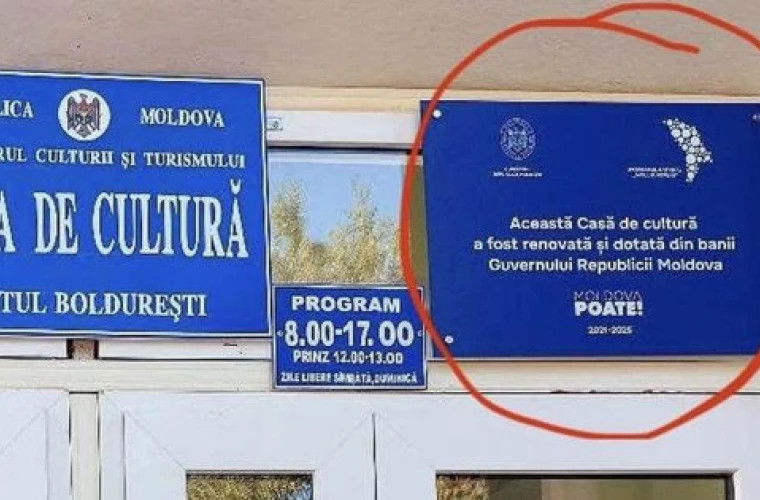 LICA MOLDOVA
RUL CULTURII ȘI TURISMULUI
A DE CULTURĂ
TUL BOLDUREȘTI
PROGRAM
8.00-17.00
PRINZ 12.00-13.00
ZILE LIBERE SÎMBĂTĂ, DUMINICĂ
Această Casă de cultură
a fost renovată și dotată din banii
Guvernului Republicii Moldova
MOLDOVA
POATE!
2021-2025